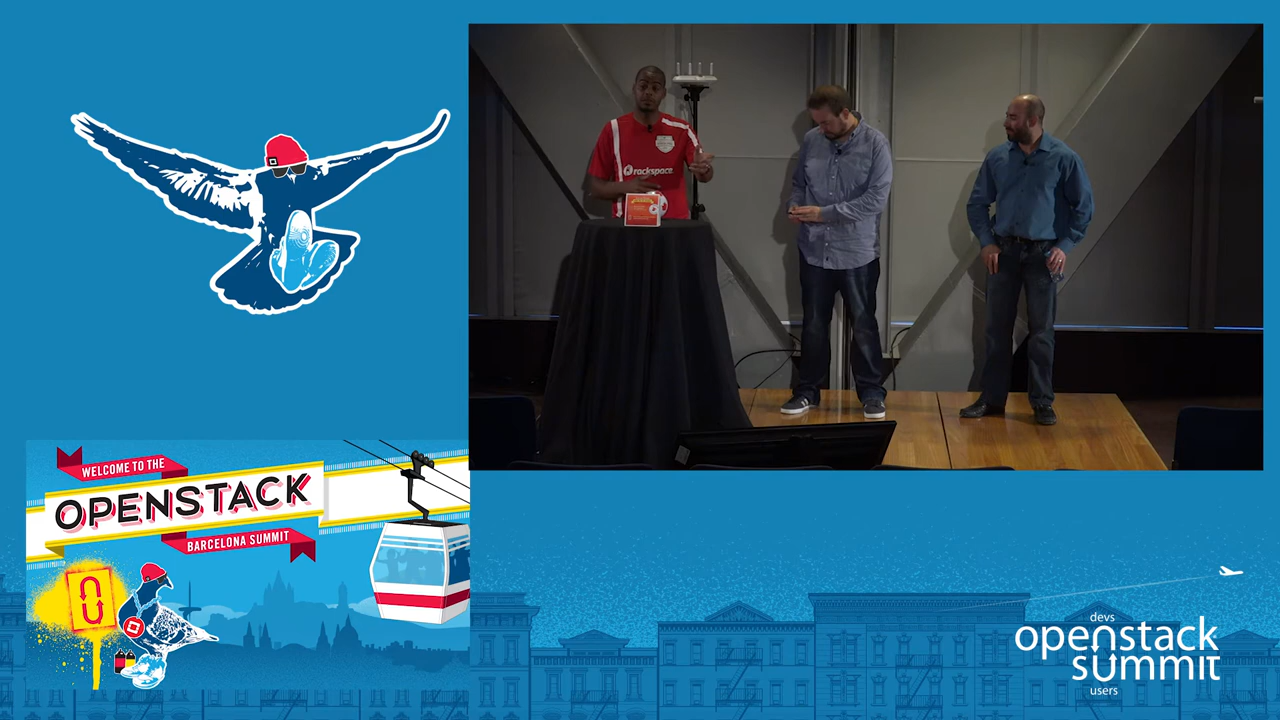 rackspace
WELCOME TO THE
OPENSTACK
BARCELONA SUMMIT
devs
openstack
summit
users